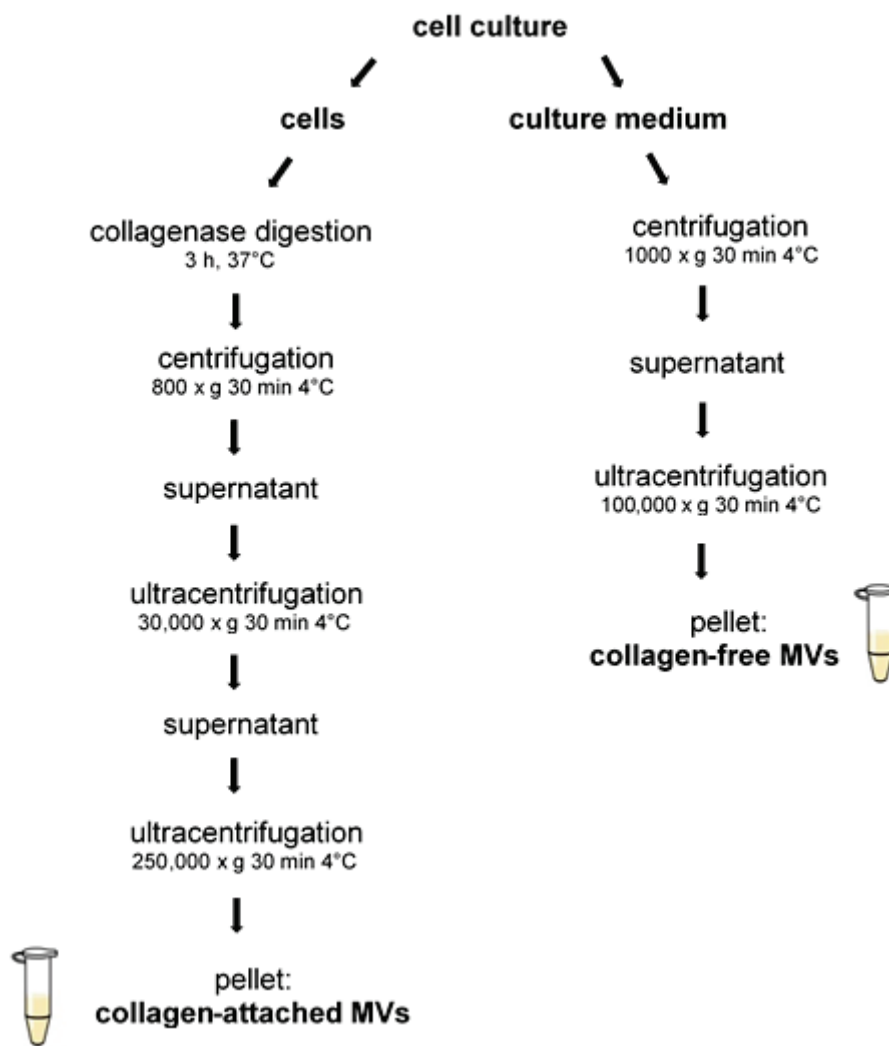 cell culture
cells
culture medium
collagenase digestion
3 h, 37°C
centrifugation
800 x g 30 min 4°C
supernatant
ultracentrifugation
30,000 x g 30 min 4°C
supernatant
ultracentrifugation
250,000 x g 30 min 4°C
pellet:
collagen-attached MVs
centrifugation
1000 x g 30 min 4°C
supernatant
ultracentrifugation
100,000 x g 30 min 4°C
pellet:
collagen-free MVs